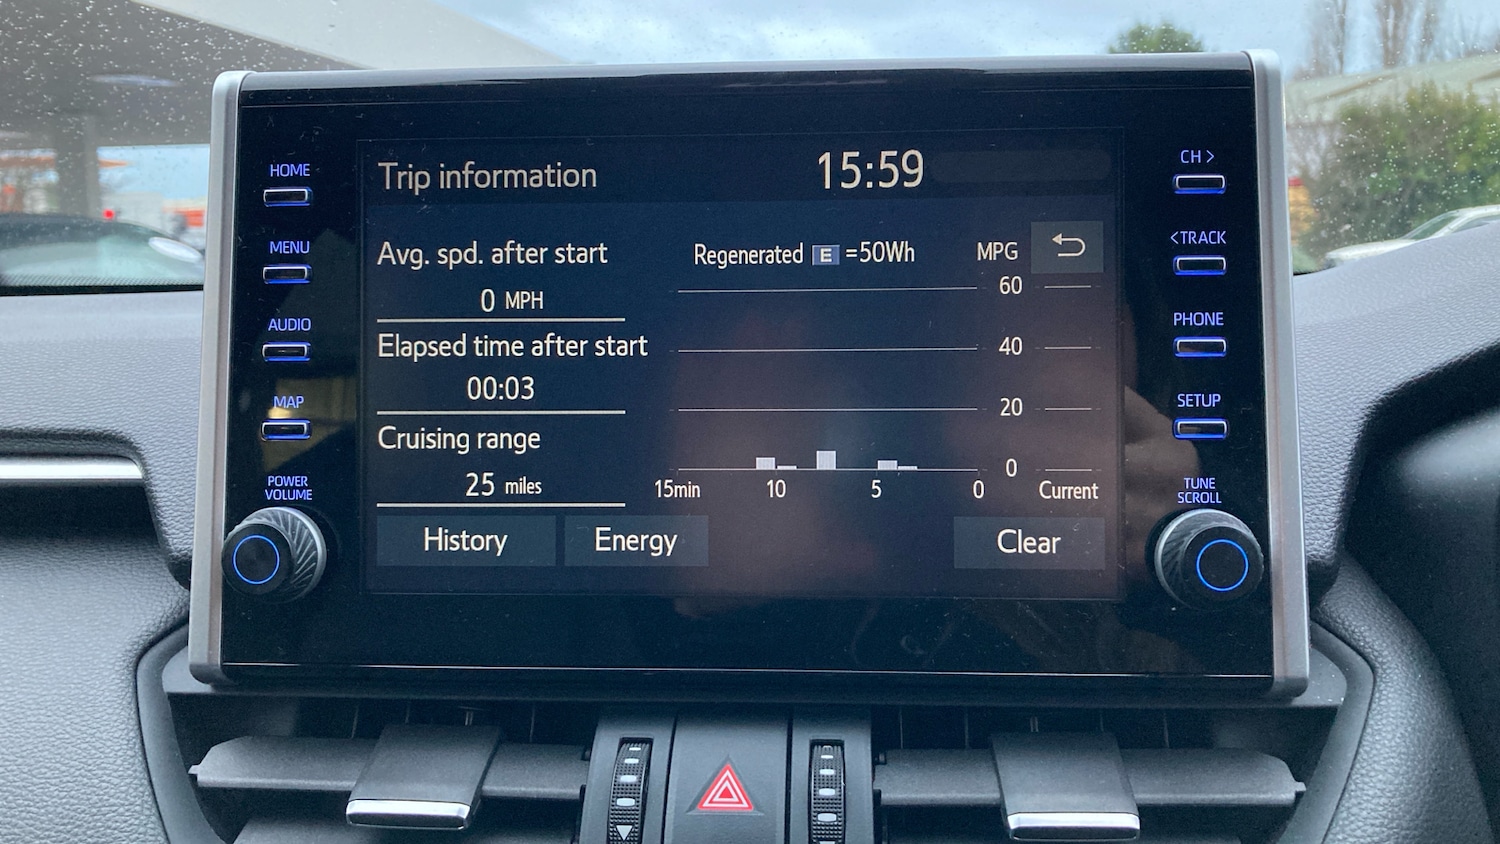 HOME
MENU
AUDIO
MAP
POWER
VOLUME
Trip information
15:59
Avg. spd. after start
0 MPH
Elapsed time after start
00:03
Cruising range
25 miles
Regenerated E =50Wh
MPG
60
40
20
0
15min 10 5 0 Current
History
Energy
Clear
CH >
<TRACK
PHONE
SETUP
TUNE
SCROLL